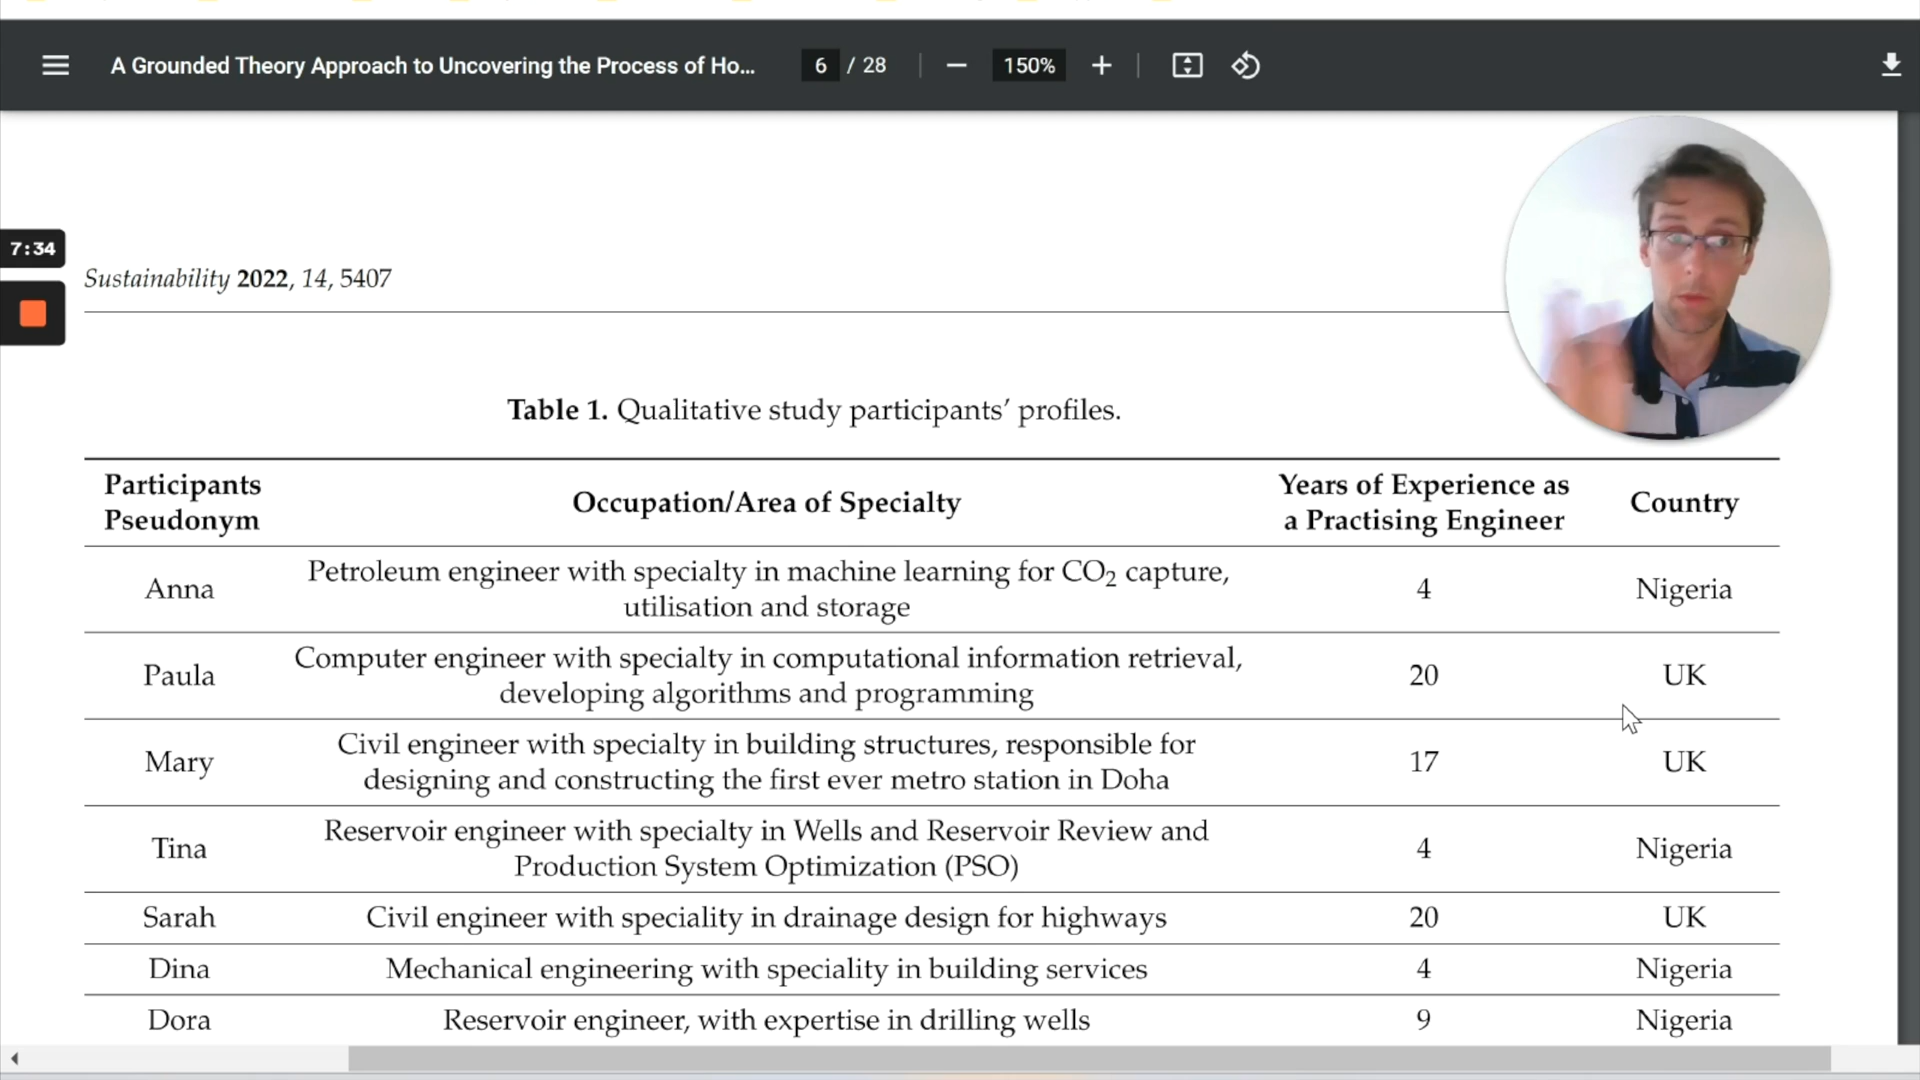 A Grounded Theory Approach to Uncovering the Process of Ho...
6 / 28
150%
7:34
Sustainability 2022, 14, 5407
Table 1. Qualitative study participants' profiles.
Participants Pseudonym
Occupation/Area of Specialty
Years of Experience as a Practising Engineer
Country
Anna
Petroleum engineer with specialty in machine learning for CO₂ capture,
utilisation and storage
4
Nigeria
Paula
Computer engineer with specialty in computational information retrieval,
developing algorithms and programming
20
UK
Mary
Civil engineer with specialty in building structures, responsible for
designing and constructing the first ever metro station in Doha
17
UK
Tina
Reservoir engineer with specialty in Wells and Reservoir Review and
Production System Optimization (PSO)
4
Nigeria
Sarah
Civil engineer with speciality in drainage design for highways
20
UK
Dina
Mechanical engineering with speciality in building services
4
Nigeria
Dora
Reservoir engineer, with expertise in drilling wells
9
Nigeria